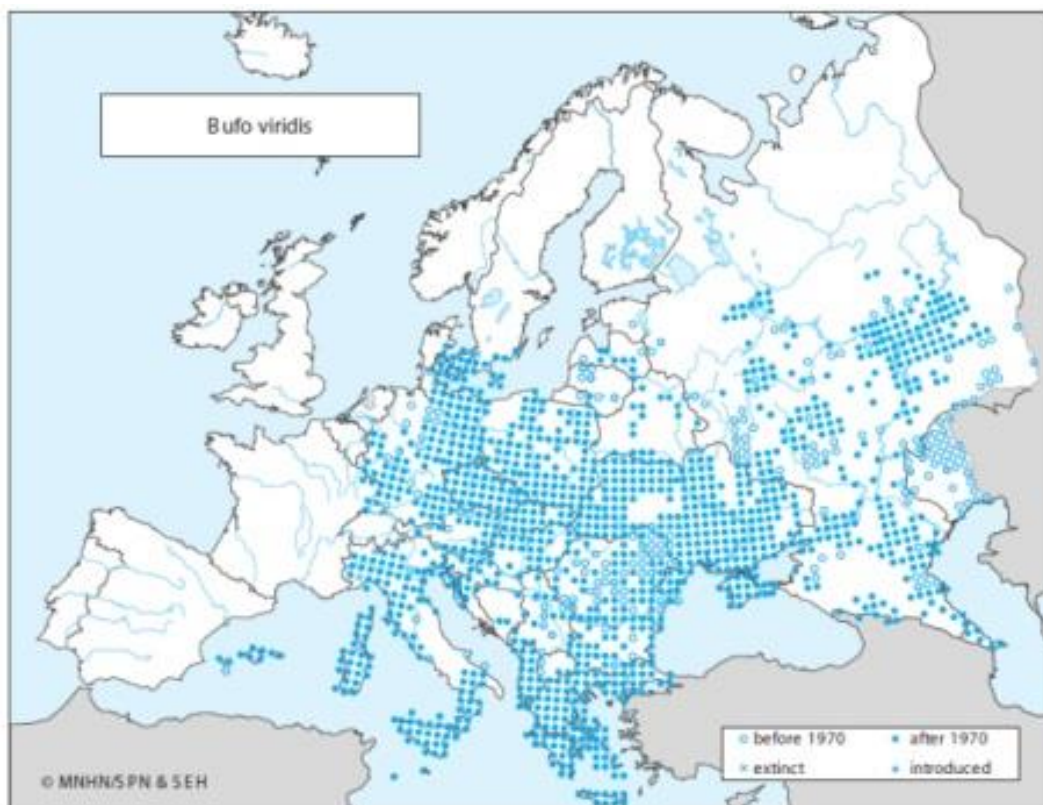 Bufo viridis
before 1970 after 1970
extinct introduced
© MNHN/SPN & SEH